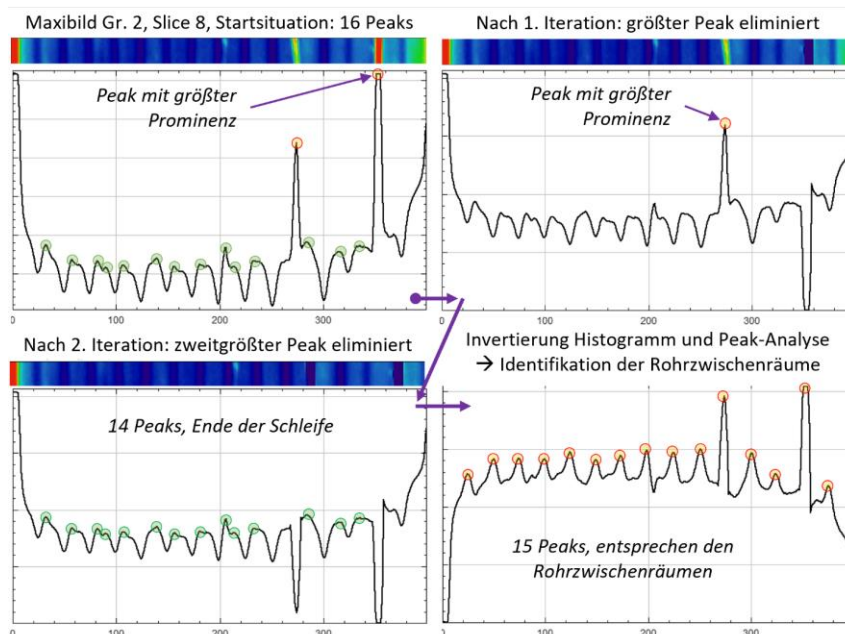 Maxibild Gr. 2, Slice 8, Startsituation: 16 Peaks
Peak mit größter
Prominenz
0
100
200
300
Nach 1. Iteration: größter Peak eliminiert
Peak mit größter
Prominenz
0
100
200
300
Nach 2. Iteration: zweitgrößter Peak eliminiert
14 Peaks, Ende der Schleife
0
100
200
300
Invertierung Histogramm und Peak-Analyse
→ Identifikation der Rohrzwischenräume
15 Peaks, entsprechen den
Rohrzwischenräumen
0
100
200
300